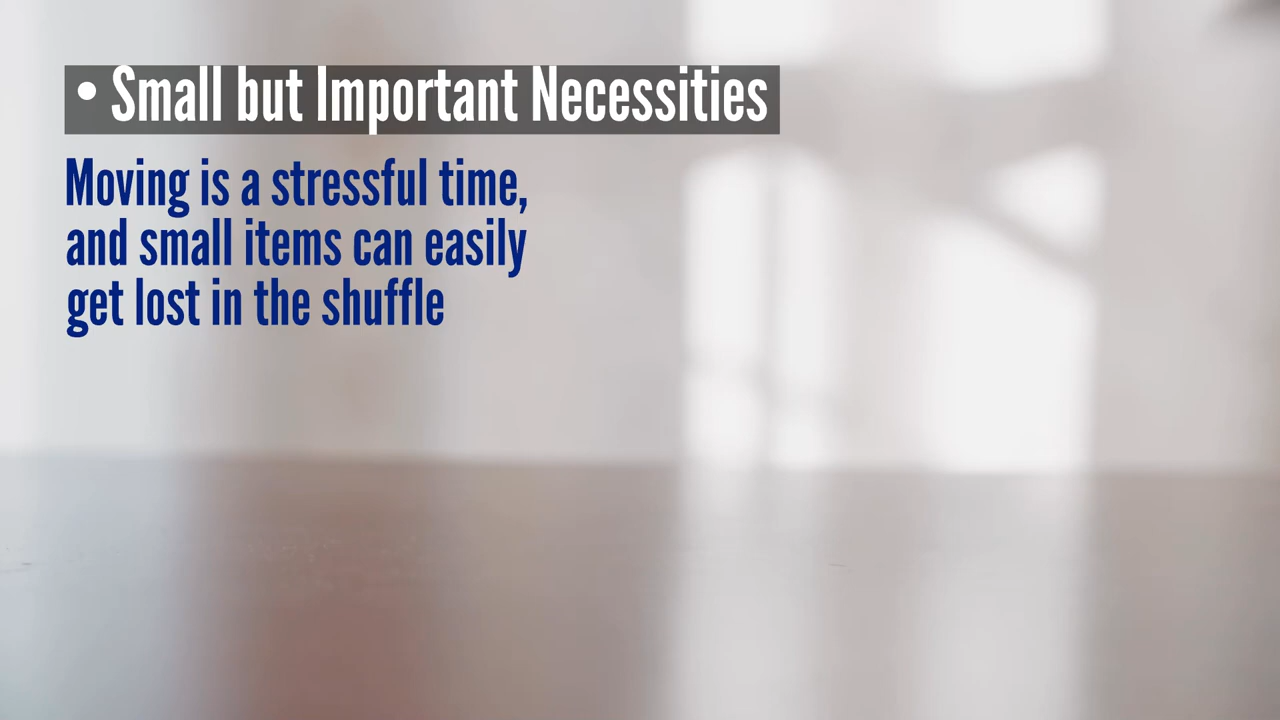 • Small but Important Necessities
Moving is a stressful time,
and small items can easily
get lost in the shuffle